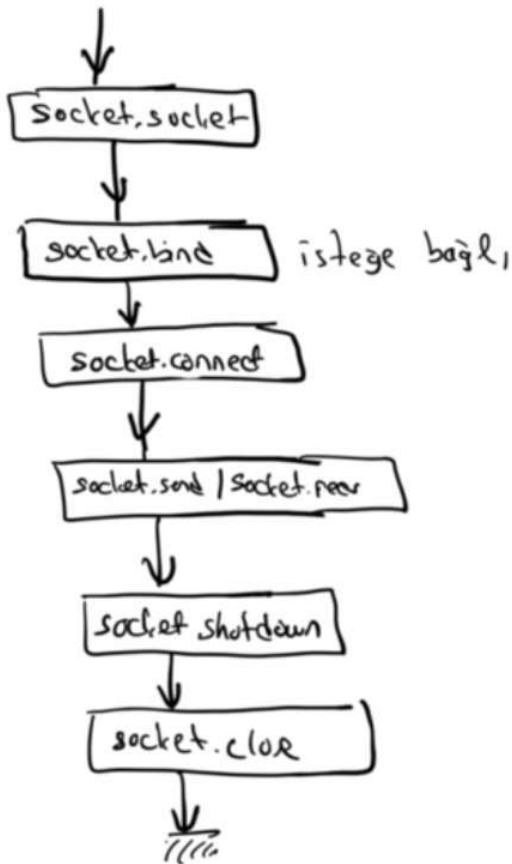 socket.socket
socket.bind isteğe bağlı
socket.connect
socket.send | socket.recv
socket shutdown
socket.close